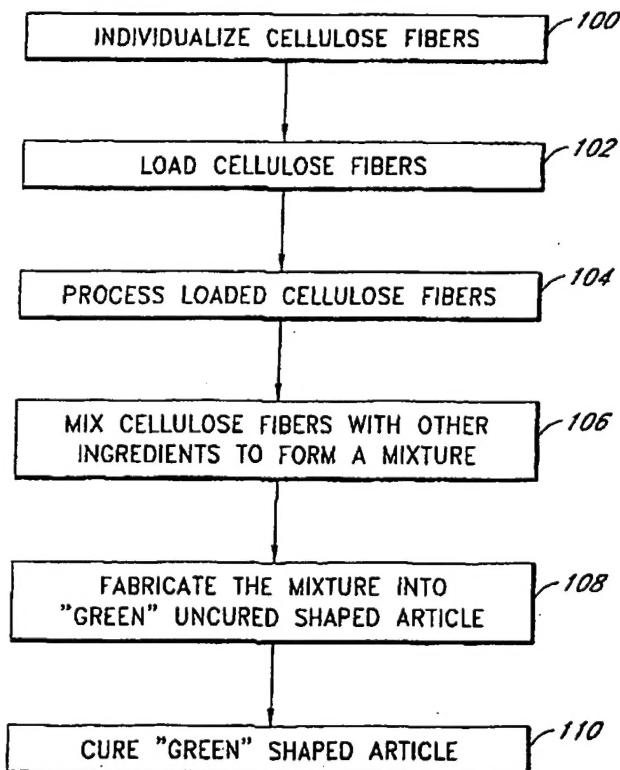 INDIVIDUALIZE CELLULOSE FIBERS
100
LOAD CELLULOSE FIBERS
102
PROCESS LOADED CELLULOSE FIBERS
104
MIX CELLULOSE FIBERS WITH OTHER
INGREDIENTS TO FORM A MIXTURE
106
FABRICATE THE MIXTURE INTO
"GREEN" UNCURED SHAPED ARTICLE
108
CURE "GREEN" SHAPED ARTICLE
110